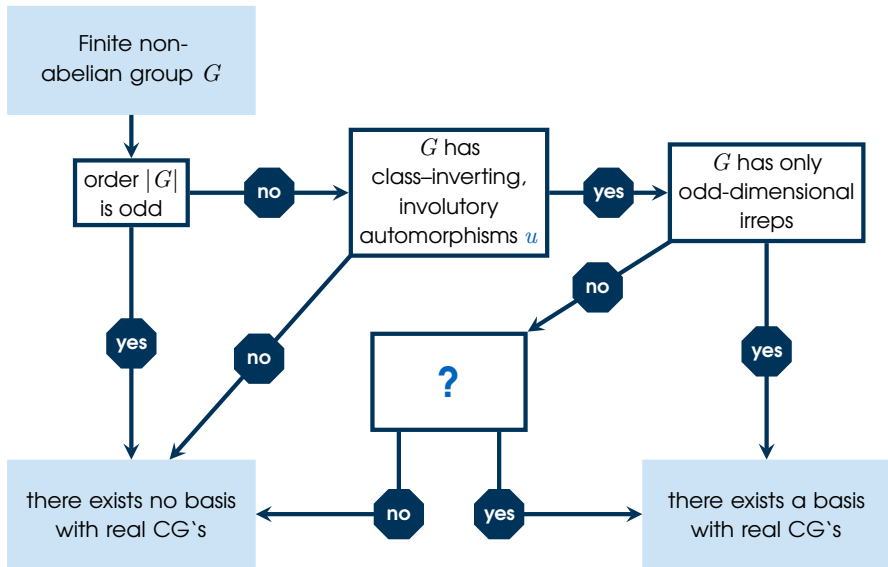 Finite non-
abelian group G
order |G|
is odd
no
G has
class–inverting,
involutory
automorphisms u
yes
G has only
odd-dimensional
irreps
no
yes
no
?
yes
there exists no basis
with real CG‘s
no
yes
there exists a basis
with real CG‘s